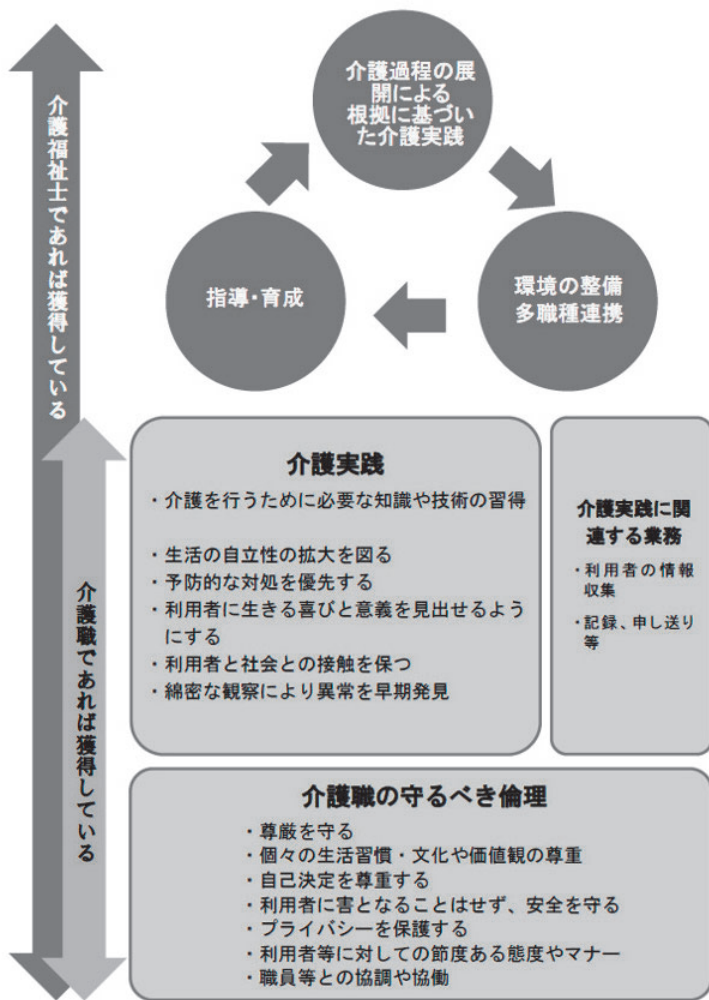 介護福祉士であれば獲得している
介護職であれば獲得している
介護過程の展
開による
根拠に基づい
た介護実践
環境の整備
多職種連携
指導・育成
介護実践
・介護を行うために必要な知識や技術の習得
・生活の自立性の拡大を図る
・予防的な対処を優先する
・利用者に生きる喜びと意義を見出せるよう
にする
・利用者と社会との接触を保つ
・綿密な観察により異常を早期発見
介護実践に関
連する業務
・利用者の情報
収集
・記録、申し送り
等
介護職の守るべき倫理
・尊厳を守る
・個々の生活習慣・文化や価値観の尊重
・自己決定を尊重する
・利用者に害となることはせず、安全を守る
・プライバシーを保護する
・利用者等に対しての節度ある態度やマナー
・職員等との協調や協働